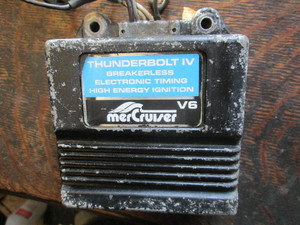 THUNDERBOLT IV
BREAKERLESS
ELECTRONIC TIMING
HIGH ENERGY IGNITION
V6
merCruiser